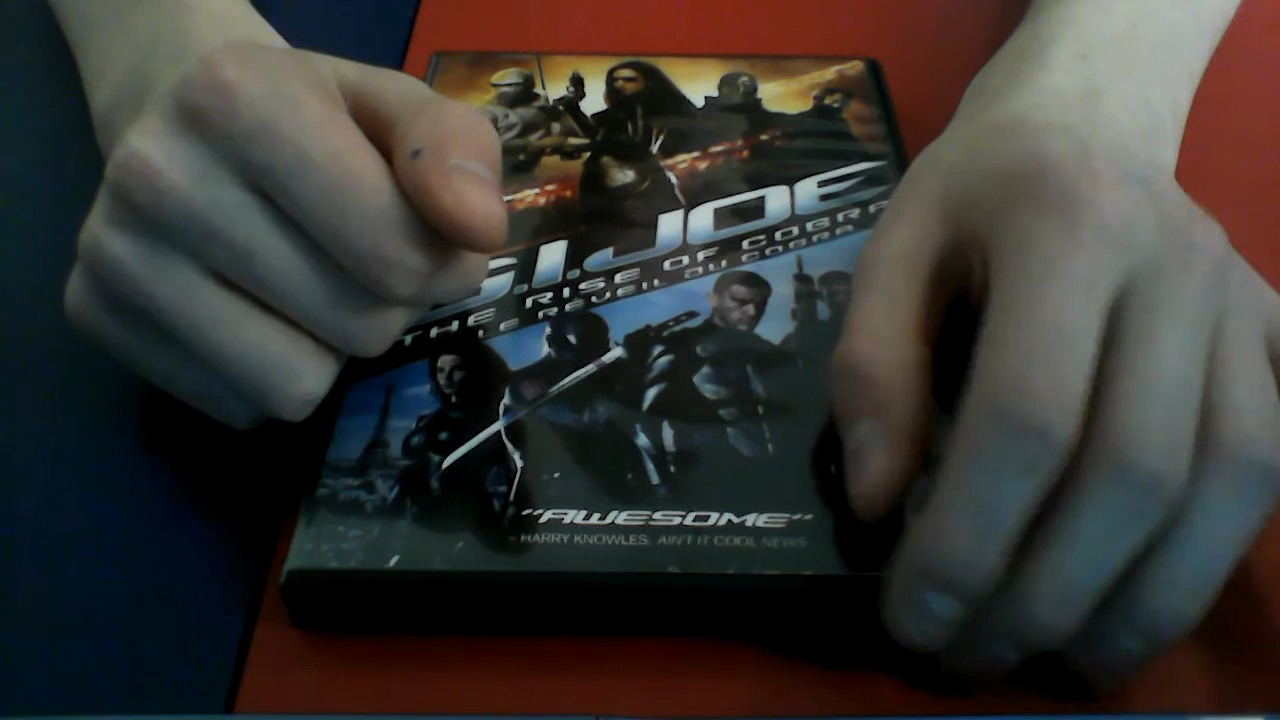 G.I.JOE
THE RISE OF COBRA
LE RÉVEIL DU COBRA
"AWESOME"
- HARRY KNOWLES, AIN'T IT COOL NEWS